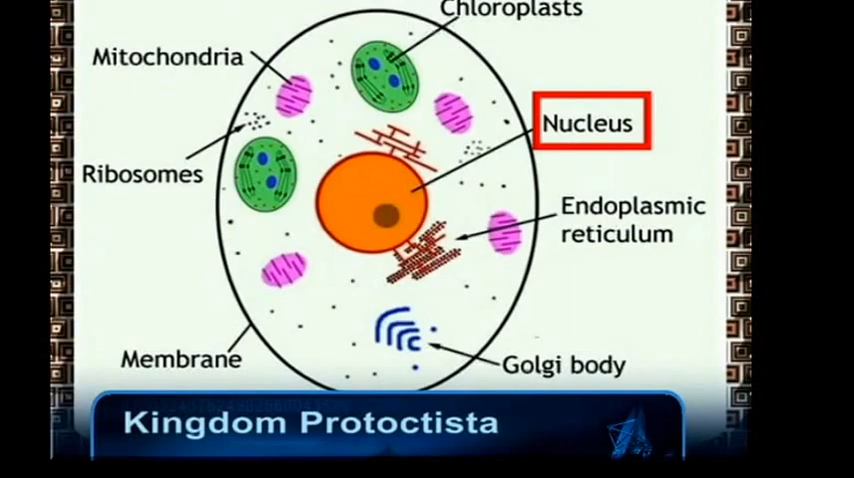 Chloroplasts
Mitochondria
Nucleus
Ribosomes
Endoplasmic
reticulum
Membrane
Golgi body
Kingdom Protoctista